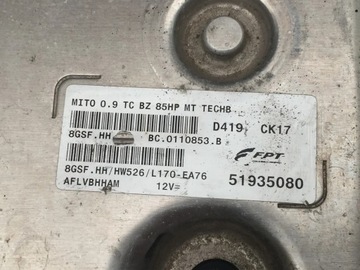 MITO 0.9 TC BZ 85HP MT TECHB
D419 CK17
8GSF.HH BC.0110853.B
FPT
8GSF.HH/HW526/L170-EA76
AFLVBHHAM 12V= 51935080